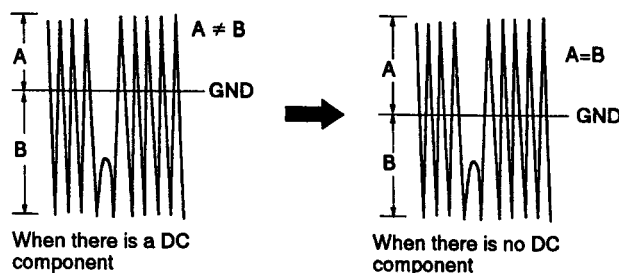 A
A ≠ B
GND
B
When there is a DC
component
A
A=B
GND
B
When there is no DC
component